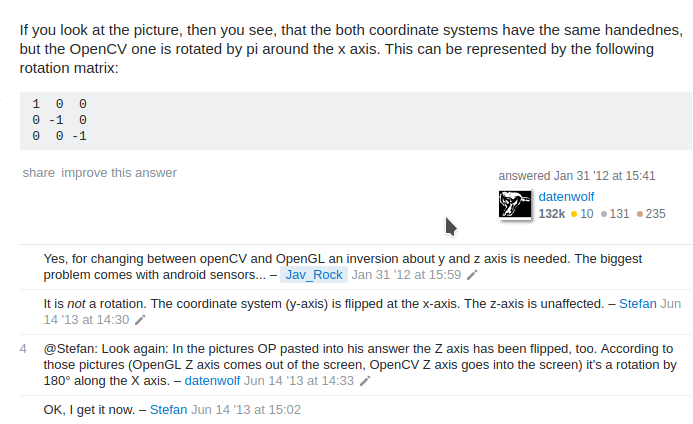 If you look at the picture, then you see, that the both coordinate systems have the same handednes,
but the OpenCV one is rotated by pi around the x axis. This can be represented by the following
rotation matrix:
1 0 0
0 -1 0
0 0 -1
share improve this answer
answered Jan 31 '12 at 15:41
datenwolf
132k 10 131 235
Yes, for changing between openCV and OpenGL an inversion about y and z axis is needed. The biggest
problem comes with android sensors... – Jav_Rock Jan 31 '12 at 15:59
It is not a rotation. The coordinate system (y-axis) is flipped at the x-axis. The z-axis is unaffected. – Stefan Jun
14 '13 at 14:30
4 @Stefan: Look again: In the pictures OP pasted into his answer the Z axis has been flipped, too. According to
those pictures (OpenGL Z axis comes out of the screen, OpenCV Z axis goes into the screen) it's a rotation by
180° along the X axis. – datenwolf Jun 14 '13 at 14:33
OK, I get it now. – Stefan Jun 14 '13 at 15:02